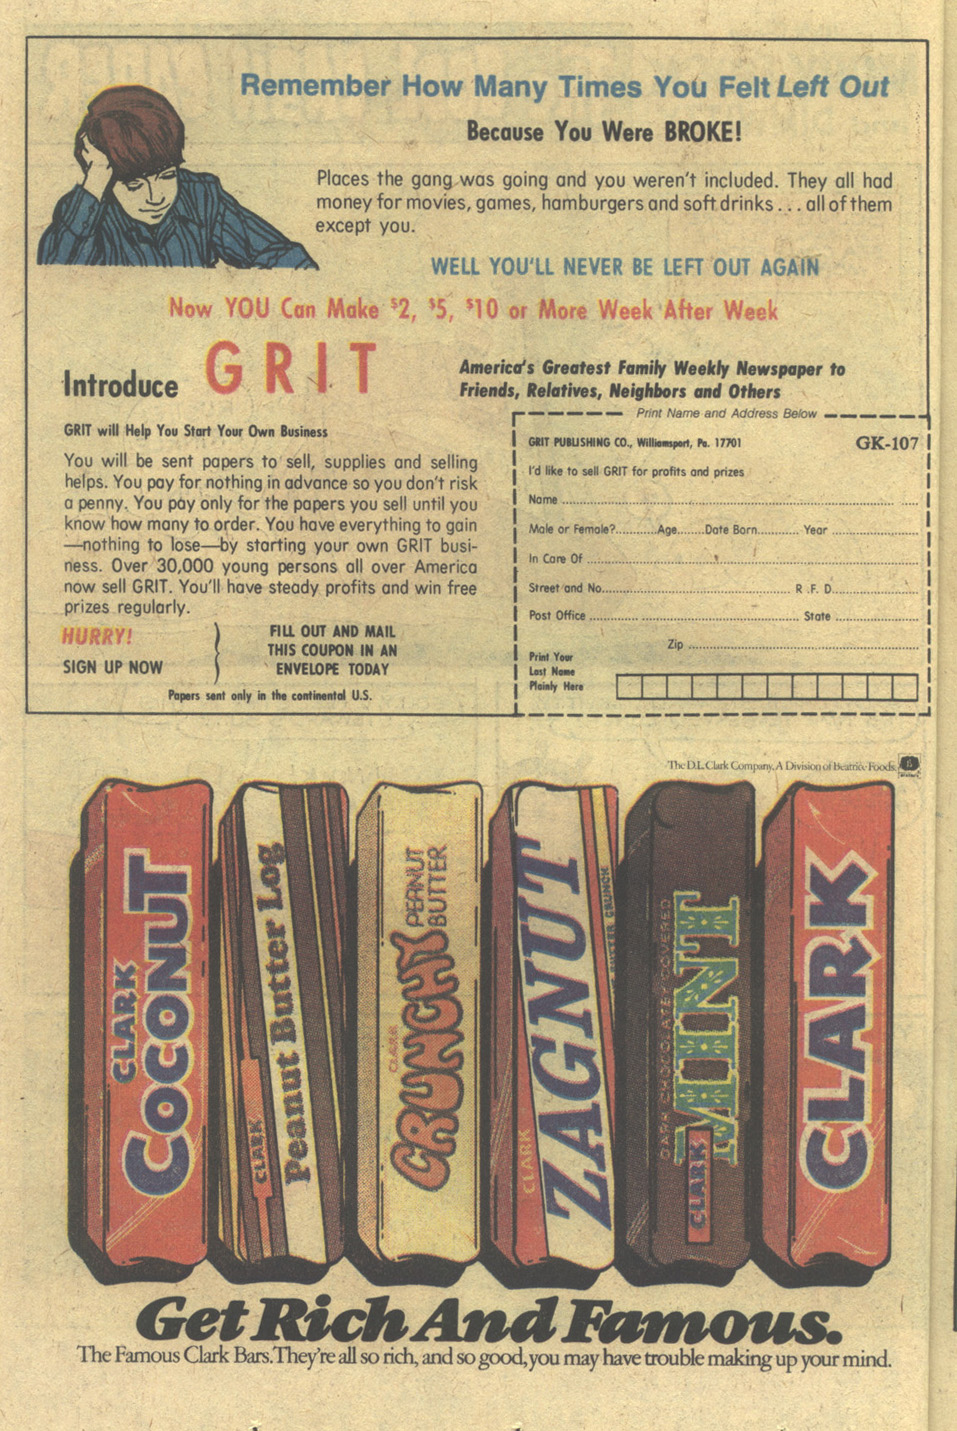 Remember How Many Times You Felt Left Out
Because You Were BROKE!
Places the gang was going and you weren't included. They all had
money for movies, games, hamburgers and soft drinks . . . all of them
except you.
WELL YOU'LL NEVER BE LEFT OUT AGAIN
Now YOU Can Make $2, $5, $10 or More Week After Week
Introduce GRIT
America's Greatest Family Weekly Newspaper to
Friends, Relatives, Neighbors and Others
GRIT will Help You Start Your Own Business
You will be sent papers to sell, supplies and selling
helps. You pay for nothing in advance so you don't risk
a penny. You pay only for the papers you sell until you
know how many to order. You have everything to gain
—nothing to lose—by starting your own GRIT busi-
ness. Over 30,000 young persons all over America
now sell GRIT. You'll have steady profits and win free
prizes regularly.
HURRY!
SIGN UP NOW
FILL OUT AND MAIL
THIS COUPON IN AN
ENVELOPE TODAY
Papers sent only in the continental U.S.
Print Name and Address Below
GRIT PUBLISHING CO., Williamsport, Pa. 17701 GK-107
I'd like to sell GRIT for profits and prizes
Name
Male or Female? Age Date Born Year
In Care Of
Street and No. R.F.D.
Post Office State
Zip
Print Your
Last Name
Plainly Here
The D.L. Clark Company, A Division of Beatrice Foods.
CLARK
COCONUT
CLARK
Peanut Butter Log
CLARK
CRUNCH
PEANUT
BUTTER
CLARK
ZAGNUT
BUTTER CRUNCH
DARK CHOCOLATEY COVERED
MINT
CLARK
CLARK
Get Rich And Famous.
The Famous Clark Bars. They're all so rich, and so good, you may have trouble making up your mind.